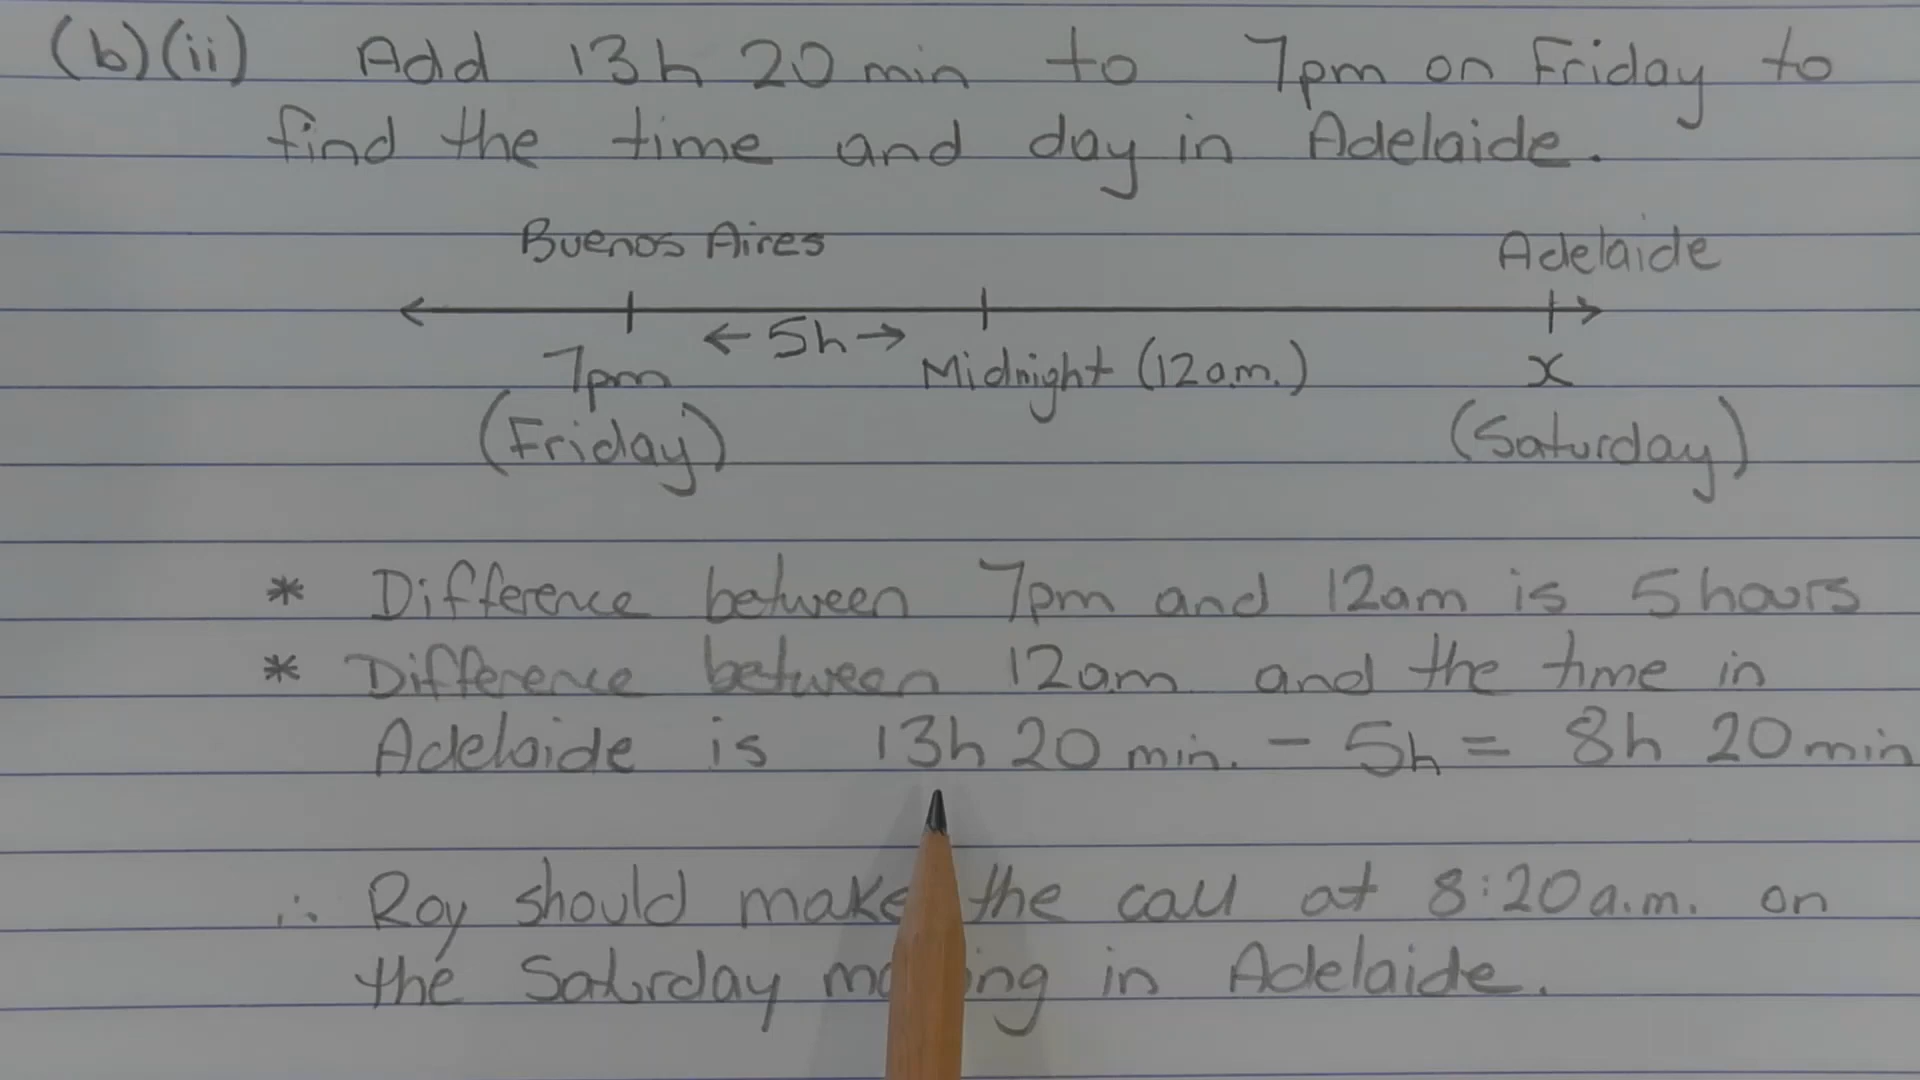 (b)(ii) Add 13h 20min to 7pm on Friday to
find the time and day in Adelaide.
Buenos Aires Adelaide
← 5h →
7pm Midnight (12a.m.) x
(Friday) (Saturday)
* Difference between 7pm and 12am is 5 hours
* Difference between 12am and the time in
Adelaide is 13h 20 min. - 5h = 8h 20 min
∴ Roy should make the call at 8:20a.m. on
the Saturday in Adelaide.